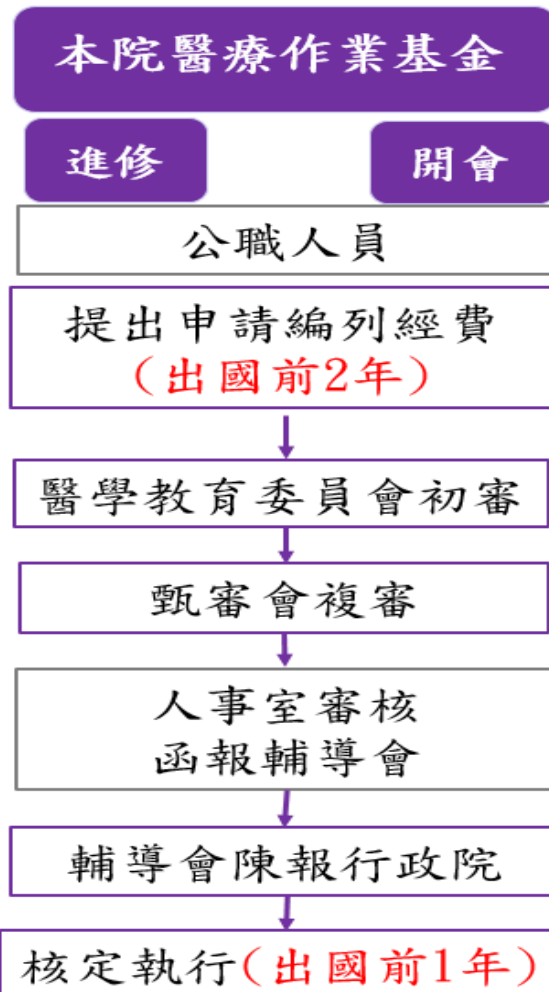 本院醫療作業基金
進修
開會
公職人員
提出申請編列經費
（出國前2年）
醫學教育委員會初審
甄審會複審
人事室審核
函報輔導會
輔導會陳報行政院
核定執行(出國前1年)